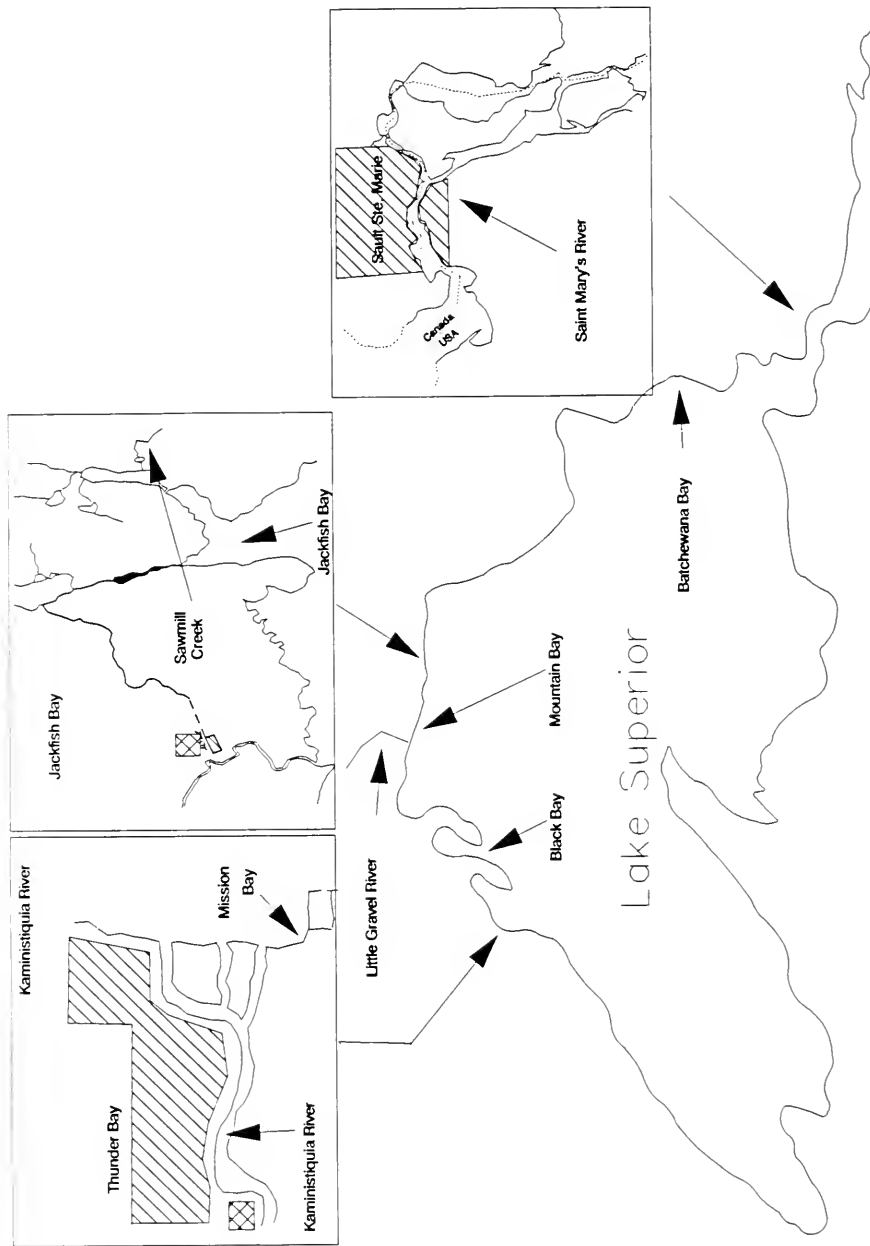 Kaministiquia River
Thunder Bay
Mission
Bay
Kaministiquia River
Jackfish Bay
Sawmill
Creek
Jackfish Bay
Sault Ste. Marie
Canada
USA
Saint Mary's River
Little Gravel River
Mountain Bay
Black Bay
Batchewana Bay
Lake Superior